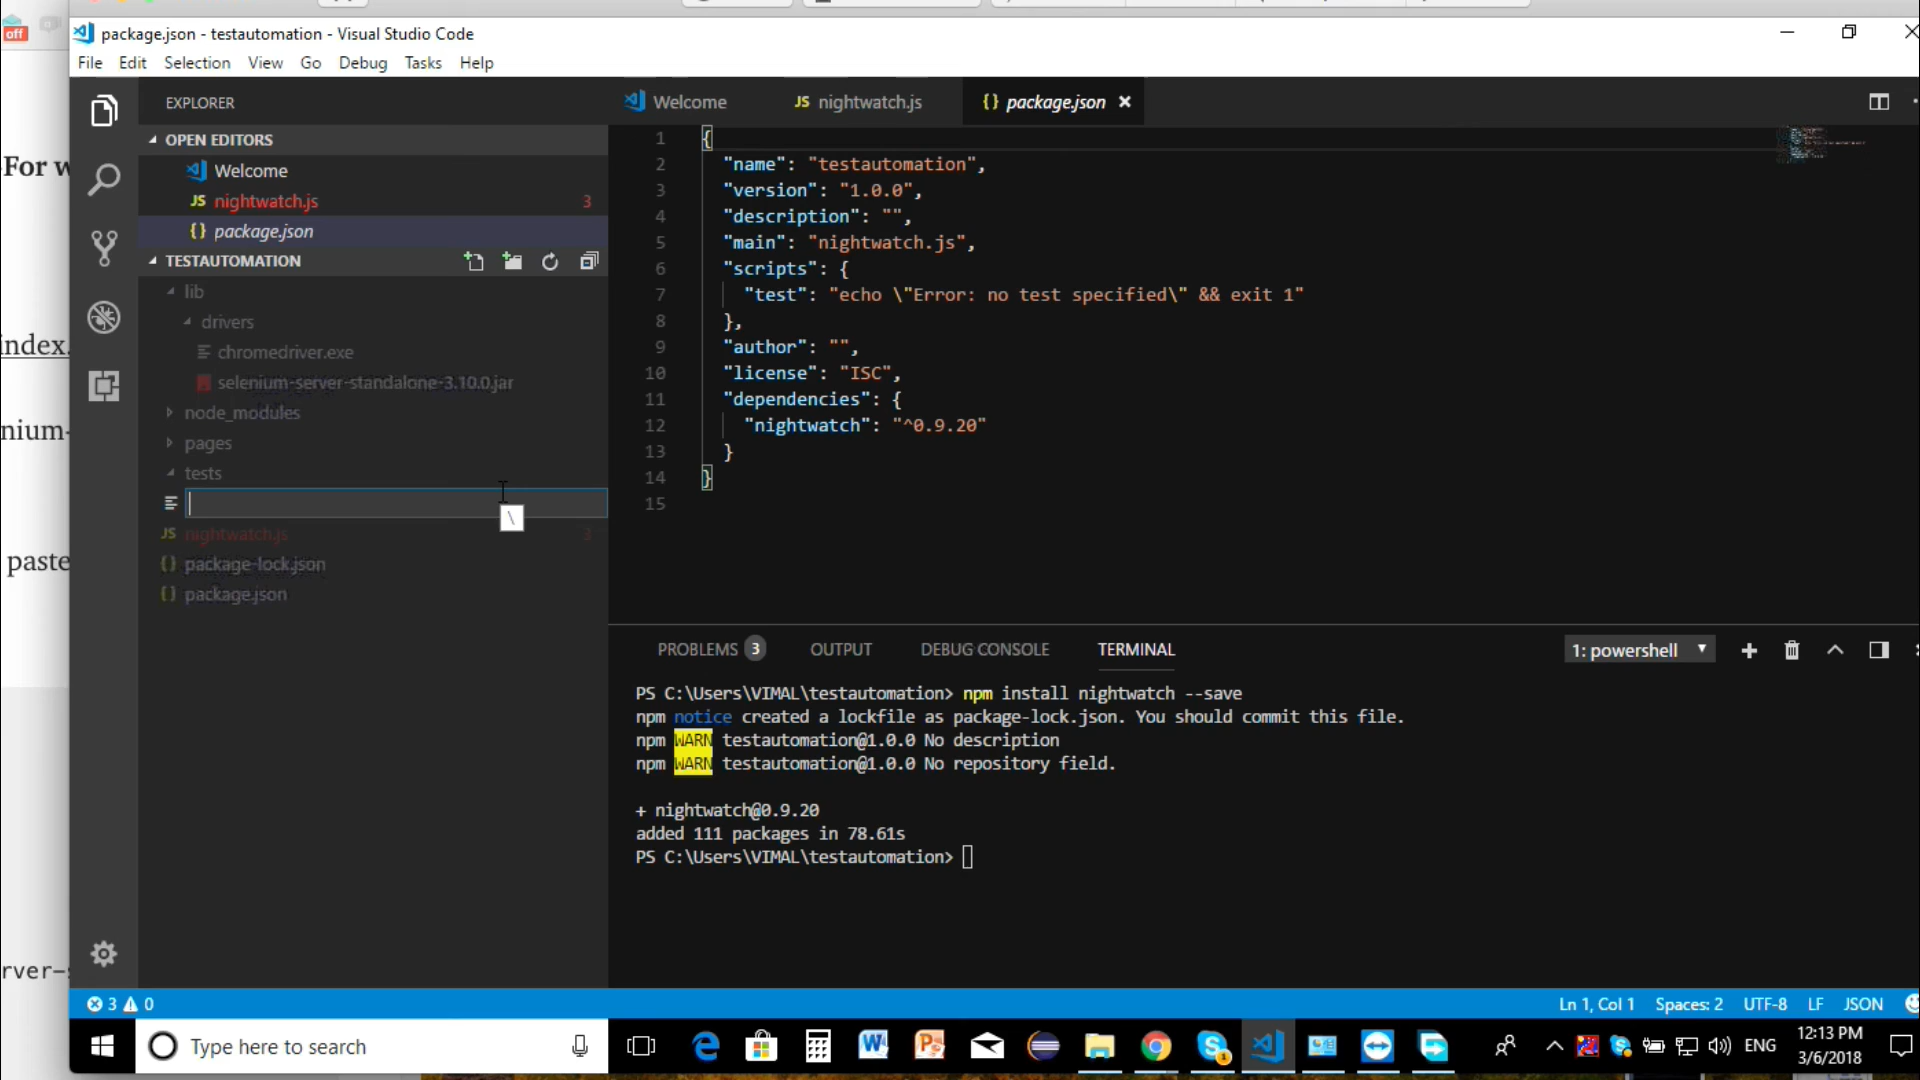 off
package.json - testautomation - Visual Studio Code
File Edit Selection View Go Debug Tasks Help
EXPLORER
OPEN EDITORS
Welcome
JS nightwatch.js 3
{} package.json
TESTAUTOMATION
lib
drivers
chromedriver.exe
selenium-server-standalone-3.10.0.jar
node_modules
pages
tests
\
JS nightwatch.js 3
{} package-lock.json
{} package.json
Welcome JS nightwatch.js {} package.json ×
1 {
2 "name": "testautomation",
3 "version": "1.0.0",
4 "description": "",
5 "main": "nightwatch.js",
6 "scripts": {
7 "test": "echo \"Error: no test specified\" && exit 1"
8 },
9 "author": "",
10 "license": "ISC",
11 "dependencies": {
12 "nightwatch": "^0.9.20"
13 }
14 }
15
PROBLEMS 3 OUTPUT DEBUG CONSOLE TERMINAL 1: powershell
PS C:\Users\VIMAL\testautomation> npm install nightwatch --save
npm notice created a lockfile as package-lock.json. You should commit this file.
npm WARN testautomation@1.0.0 No description
npm WARN testautomation@1.0.0 No repository field.
+ nightwatch@0.9.20
added 111 packages in 78.61s
PS C:\Users\VIMAL\testautomation>
For w
index.
nium-
paste
rver-s
3 0 Ln 1, Col 1 Spaces: 2 UTF-8 LF JSON
Type here to search
ENG
12:13 PM
3/6/2018